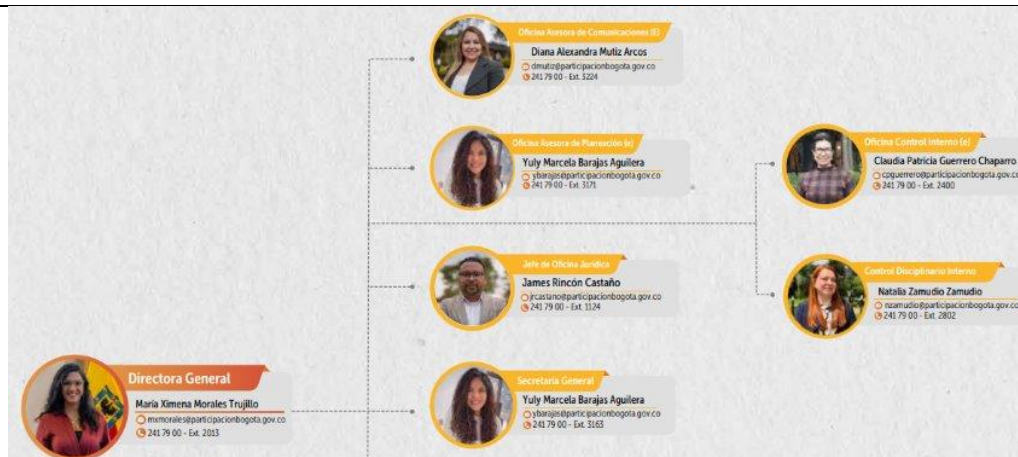 Oficina Asesora de Comunicaciones (E)
Diana Alexandra Mutiz Arcos
dmutiz@participacionbogota.gov.co
241 79 00 - Ext. 3224
Oficina Asesora de Planeación (e)
Yuly Marcela Barajas Aguilera
ybarajas@participacionbogota.gov.co
241 79 00 - Ext. 3171
Oficina Control Interno (e)
Claudia Patricia Guerrero Chaparro
cpguerrero@participacionbogota.gov.co
241 79 00 - Ext. 2400
Jefe de Oficina Jurídica
James Rincón Castaño
jrcastano@participacionbogota.gov.co
241 79 00 - Ext. 1124
Control Disciplinario Interno
Natalia Zamudio Zamudio
nzamudio@participacionbogota.gov.co
241 79 00 - Ext. 2802
Directora General
María Ximena Morales Trujillo
mxmorales@participacionbogota.gov.co
241 79 00 - Ext. 2013
Secretaria General
Yuly Marcela Barajas Aguilera
ybarajas@participacionbogota.gov.co
241 79 00 - Ext. 3163